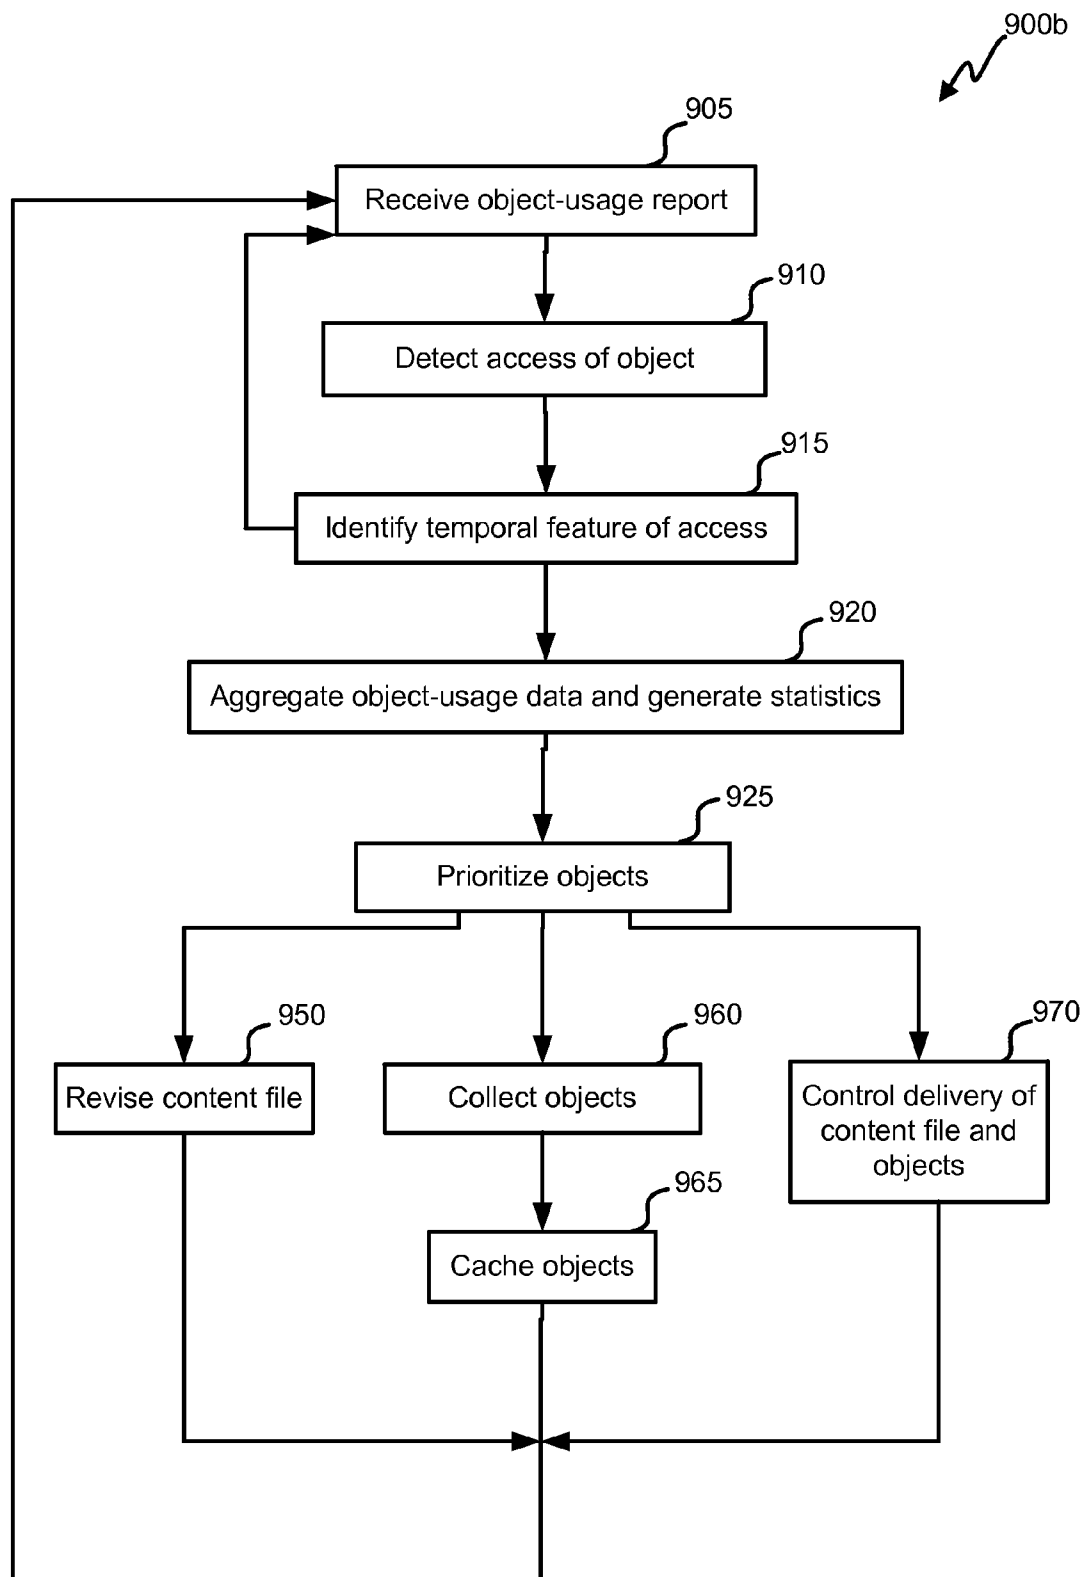 900b
905
Receive object-usage report
910
Detect access of object
915
Identify temporal feature of access
920
Aggregate object-usage data and generate statistics
925
Prioritize objects
950
Revise content file
960
Collect objects
970
Control delivery of
content file and
objects
965
Cache objects